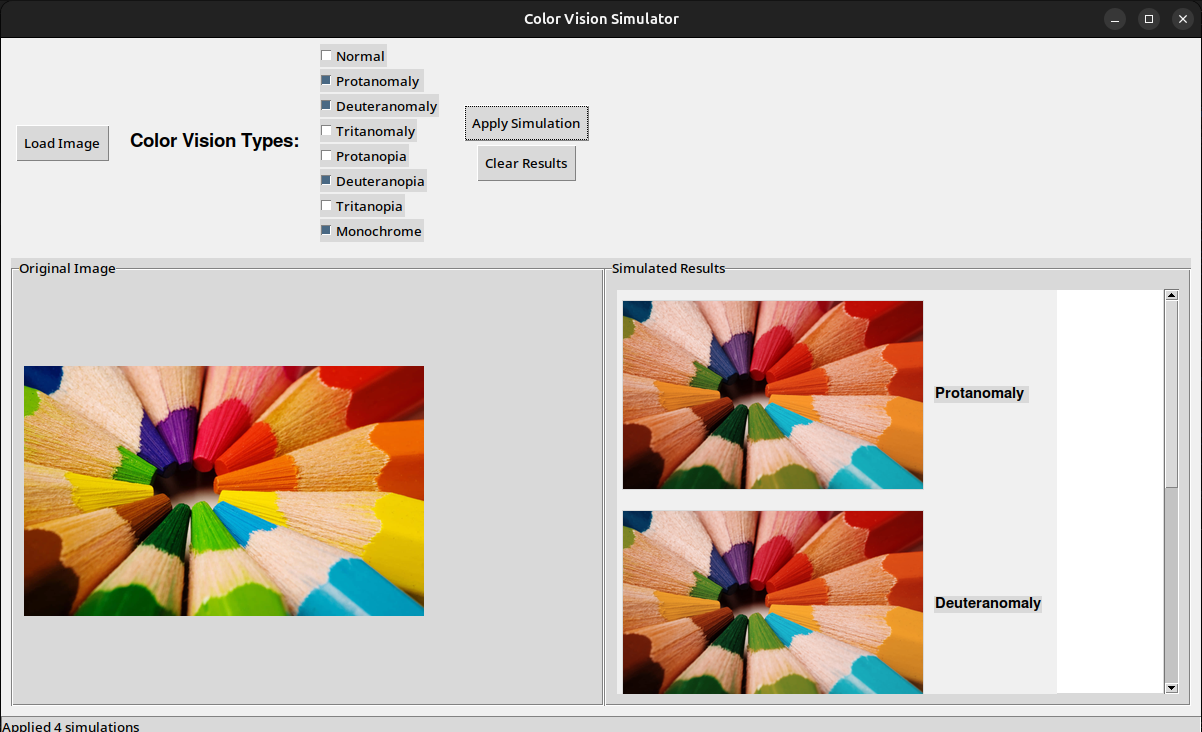 Color Vision Simulator
Normal
Protanomaly
Deuteranomaly
Tritanomaly
Protanopia
Deuteranopia
Tritanopia
Monochrome
Load Image
Color Vision Types:
Apply Simulation
Clear Results
Original Image
Simulated Results
Protanomaly
Deuteranomaly
Applied 4 simulations